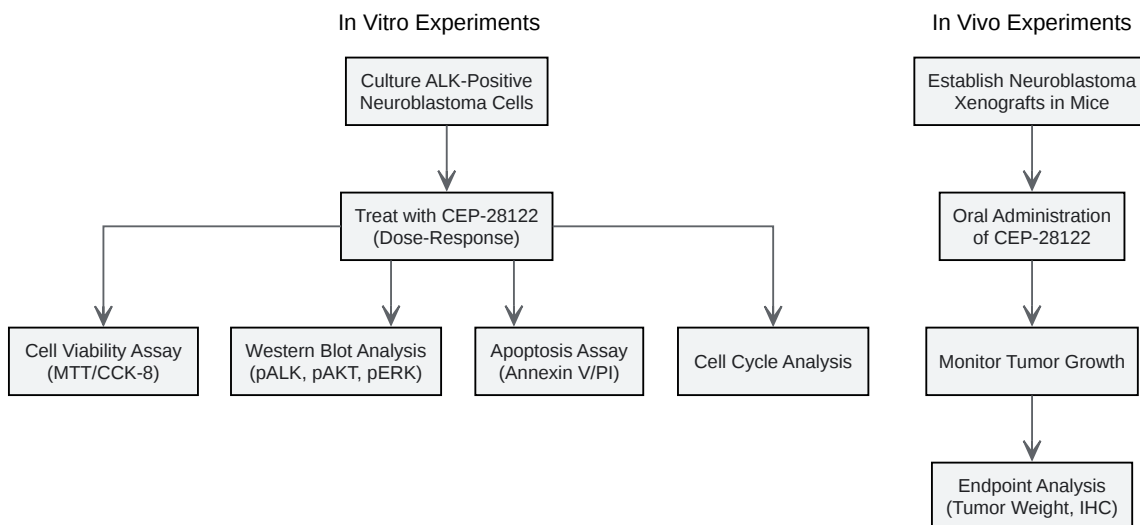 In Vitro Experiments
Culture ALK-Positive
Neuroblastoma Cells
Treat with CEP-28122
(Dose-Response)
Cell Viability Assay
(MTT/CCK-8)
Western Blot Analysis
(pALK, pAKT, pERK)
Apoptosis Assay
(Annexin V/PI)
Cell Cycle Analysis
In Vivo Experiments
Establish Neuroblastoma
Xenografts in Mice
Oral Administration
of CEP-28122
Monitor Tumor Growth
Endpoint Analysis
(Tumor Weight, IHC)